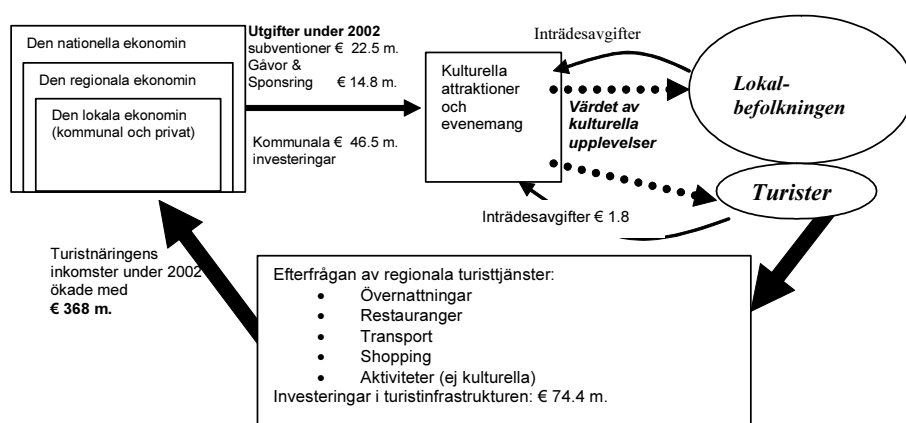 Den nationella ekonomin
Den regionala ekonomin
Den lokala ekonomin
(kommunal och privat)
Utgifter under 2002
subventioner € 22.5 m.
Gåvor &
Sponsring € 14.8 m.
Kommunala € 46.5 m.
investeringar
Kulturella
attraktioner
och
evenemang
Inträdesavgifter
Värdet av
kulturella
upplevelser
Lokal-
befolkningen
Turister
Inträdesavgifter € 1.8
Turistnäringens
inkomster under 2002
ökade med
€ 368 m.
Efterfrågan av regionala turisttjänster:
• Övernattningar
• Restauranger
• Transport
• Shopping
• Aktiviteter (ej kulturella)
Investeringar i turistinfrastrukturen: € 74.4 m.